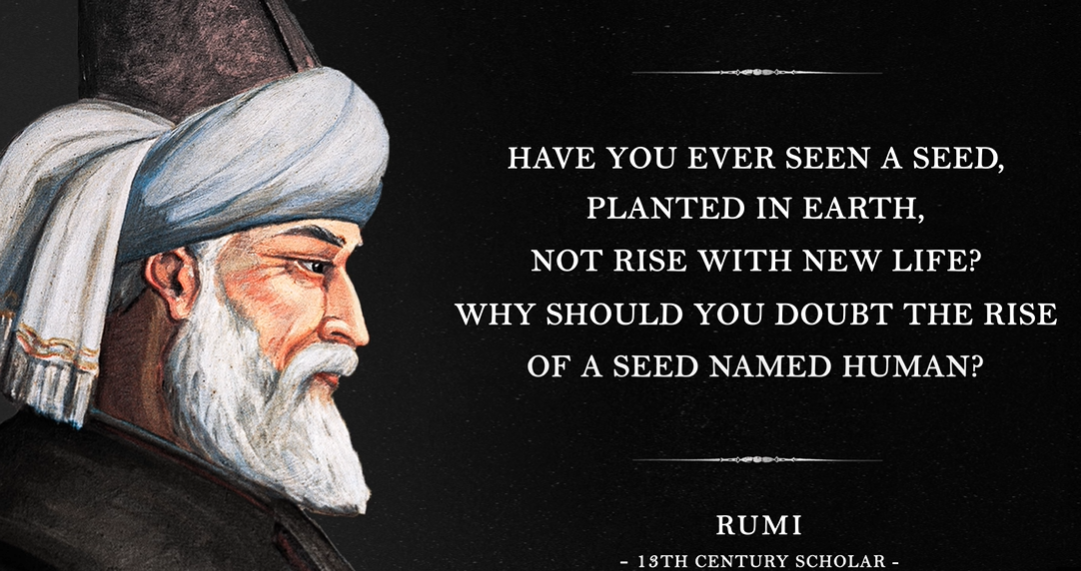 HAVE YOU EVER SEEN A SEED,
PLANTED IN EARTH,
NOT RISE WITH NEW LIFE?
WHY SHOULD YOU DOUBT THE RISE
OF A SEED NAMED HUMAN?
RUMI
- 13TH CENTURY SCHOLAR -